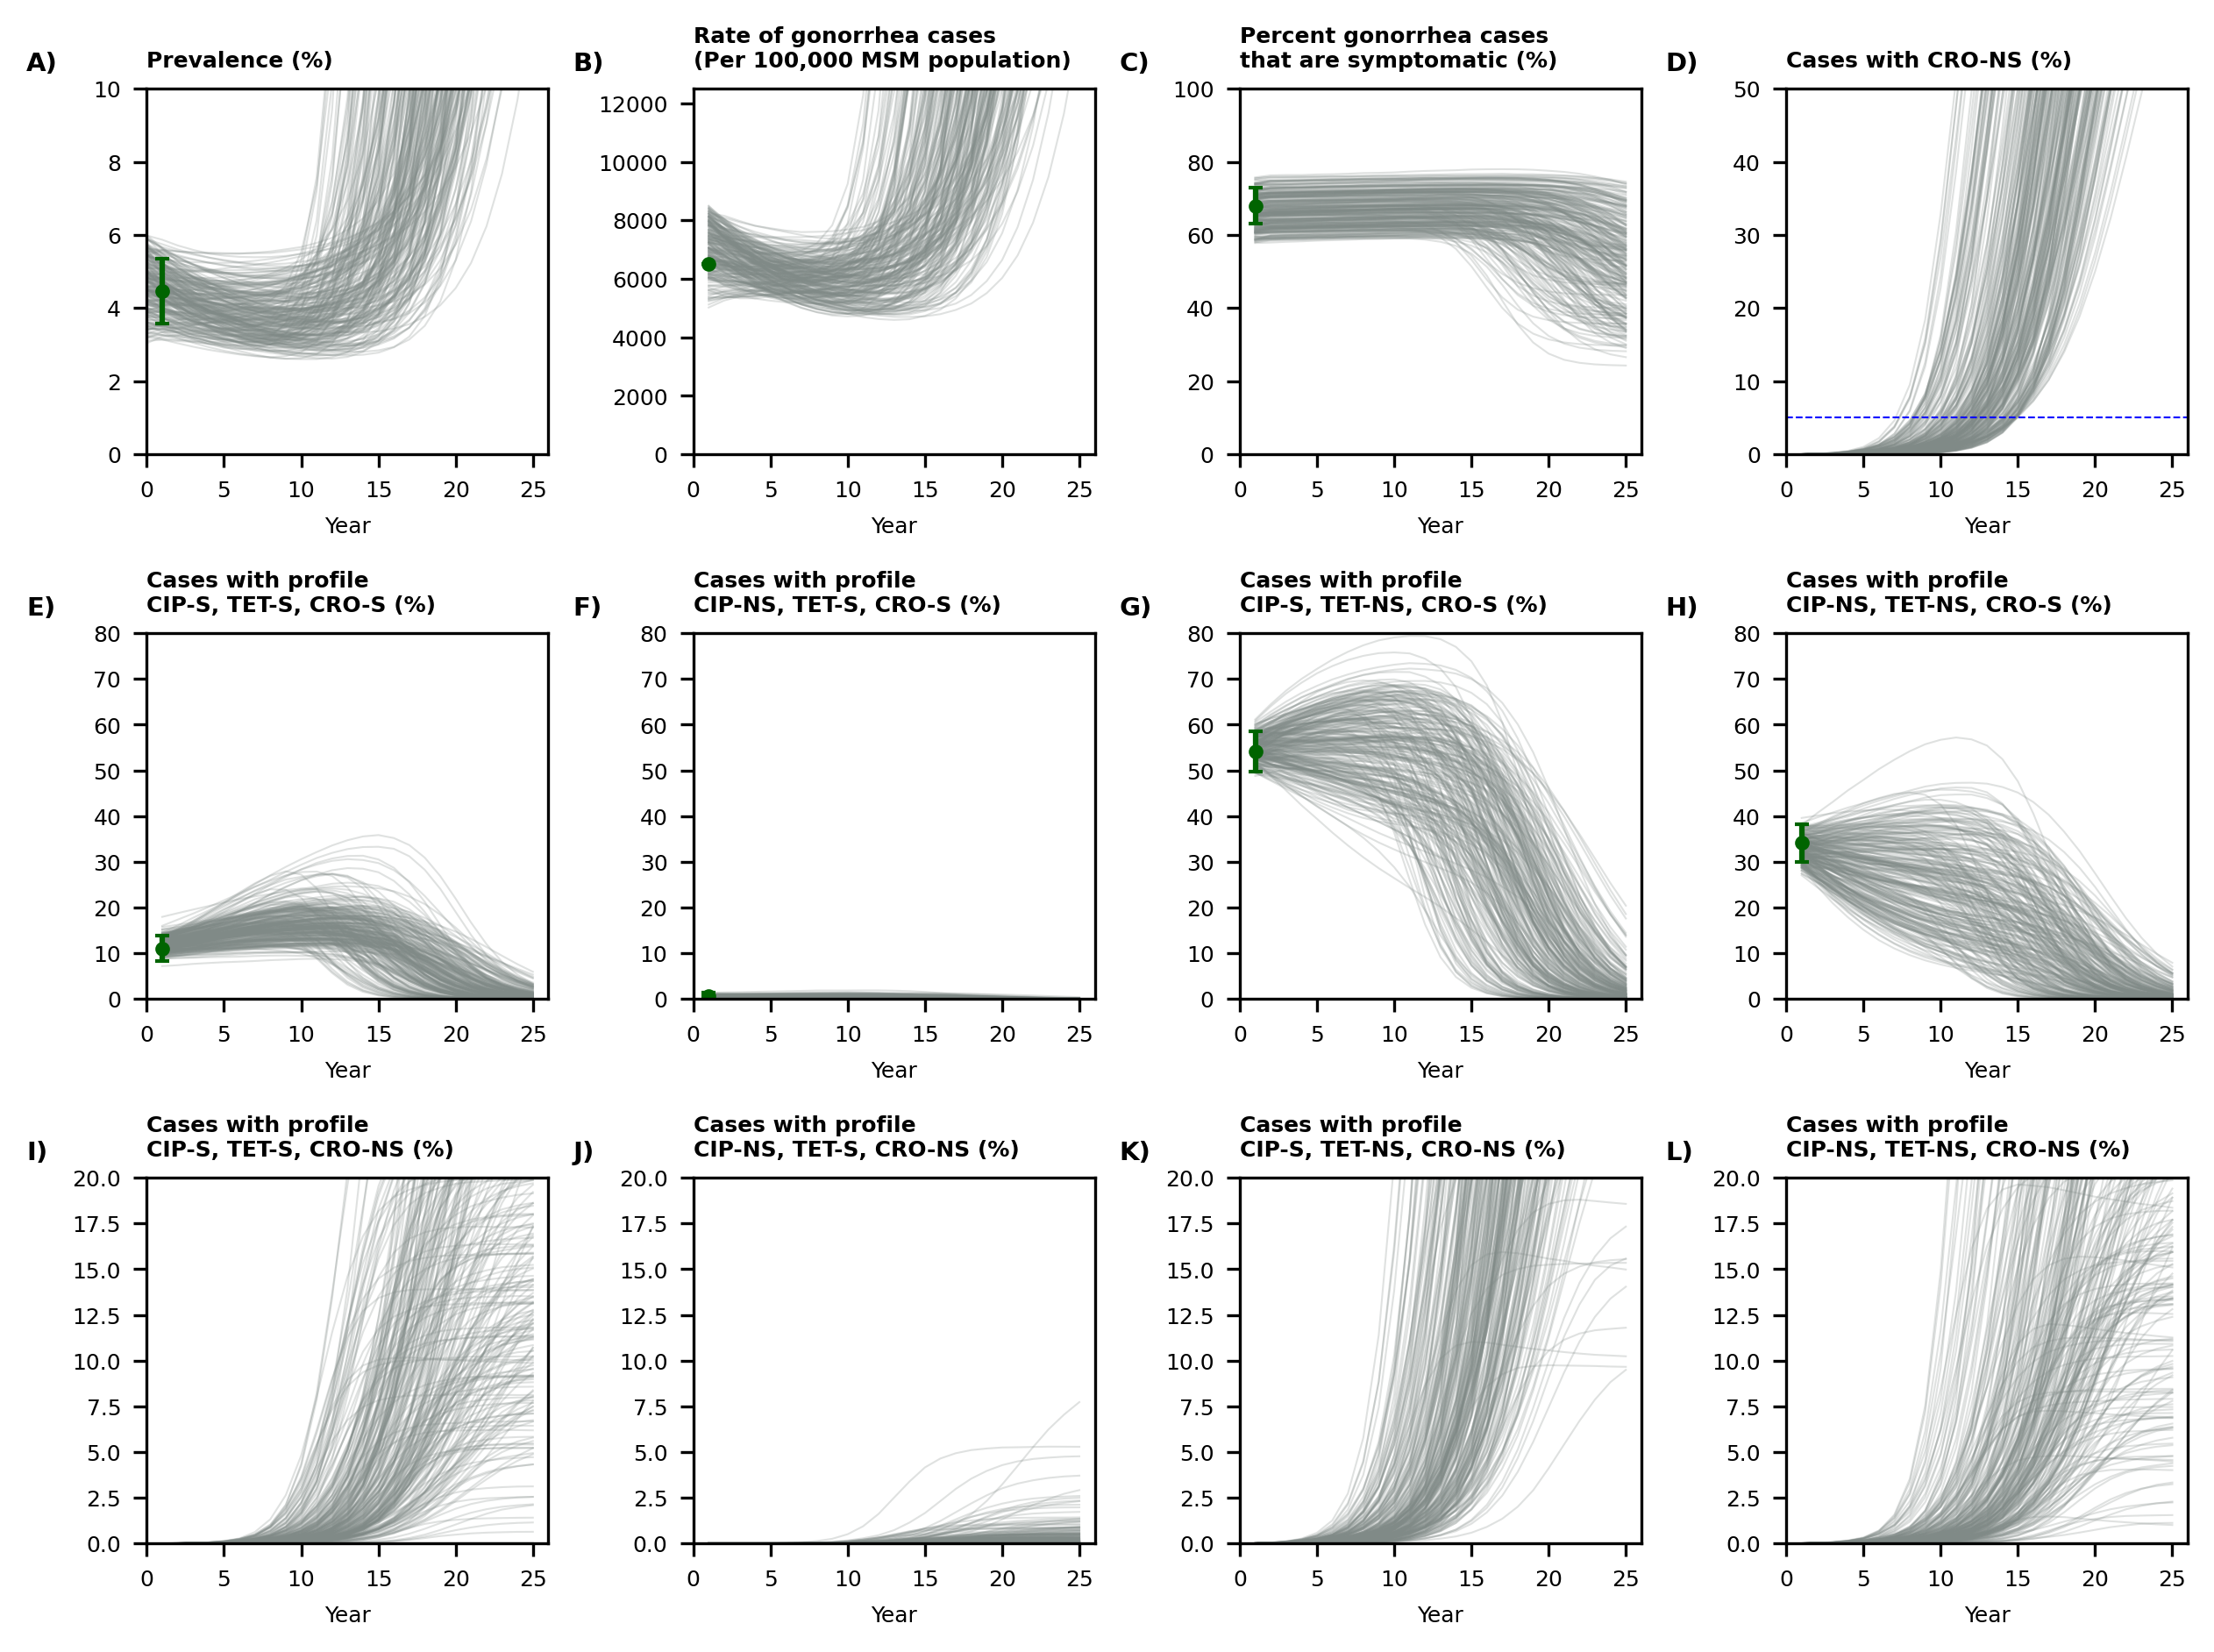 A)
Prevalence (%)
10
8
6
4
2
0
0 5 10 15 20 25
Year
B)
Rate of gonorrhea cases
(Per 100,000 MSM population)
12000
10000
8000
6000
4000
2000
0
0 5 10 15 20 25
Year
C)
Percent gonorrhea cases
that are symptomatic (%)
100
80
60
40
20
0
0 5 10 15 20 25
Year
D)
Cases with CRO-NS (%)
50
40
30
20
10
0
0 5 10 15 20 25
Year
E)
Cases with profile
CIP-S, TET-S, CRO-S (%)
80
70
60
50
40
30
20
10
0
0 5 10 15 20 25
Year
F)
Cases with profile
CIP-NS, TET-S, CRO-S (%)
80
70
60
50
40
30
20
10
0
0 5 10 15 20 25
Year
G)
Cases with profile
CIP-S, TET-NS, CRO-S (%)
80
70
60
50
40
30
20
10
0
0 5 10 15 20 25
Year
H)
Cases with profile
CIP-NS, TET-NS, CRO-S (%)
80
70
60
50
40
30
20
10
0
0 5 10 15 20 25
Year
I)
Cases with profile
CIP-S, TET-S, CRO-NS (%)
20.0
17.5
15.0
12.5
10.0
7.5
5.0
2.5
0.0
0 5 10 15 20 25
Year
J)
Cases with profile
CIP-NS, TET-S, CRO-NS (%)
20.0
17.5
15.0
12.5
10.0
7.5
5.0
2.5
0.0
0 5 10 15 20 25
Year
K)
Cases with profile
CIP-S, TET-NS, CRO-NS (%)
20.0
17.5
15.0
12.5
10.0
7.5
5.0
2.5
0.0
0 5 10 15 20 25
Year
L)
Cases with profile
CIP-NS, TET-NS, CRO-NS (%)
20.0
17.5
15.0
12.5
10.0
7.5
5.0
2.5
0.0
0 5 10 15 20 25
Year